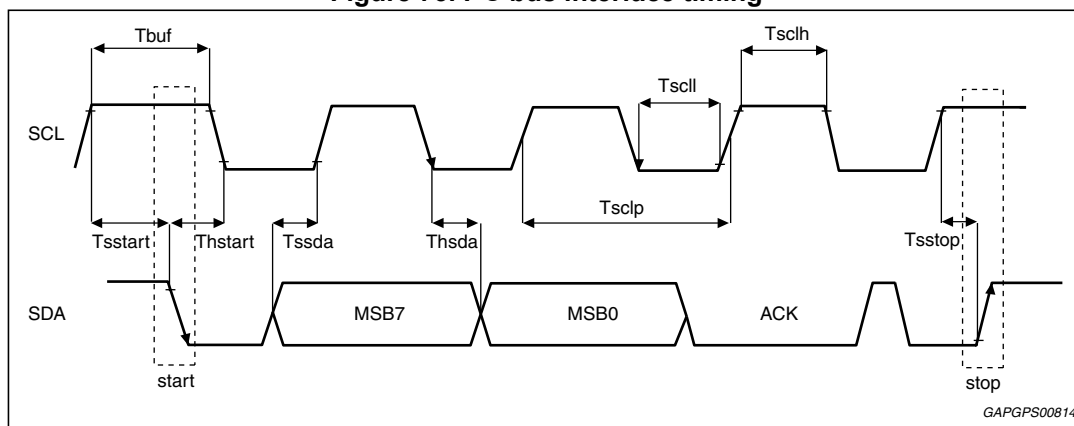 Tbuf
Tsclh
Tscll
SCL
Tsclp
Tsstart
Thstart
Tssda
Thsda
Tsstop
SDA
MSB7
MSB0
ACK
start
stop
GAPGPS00814